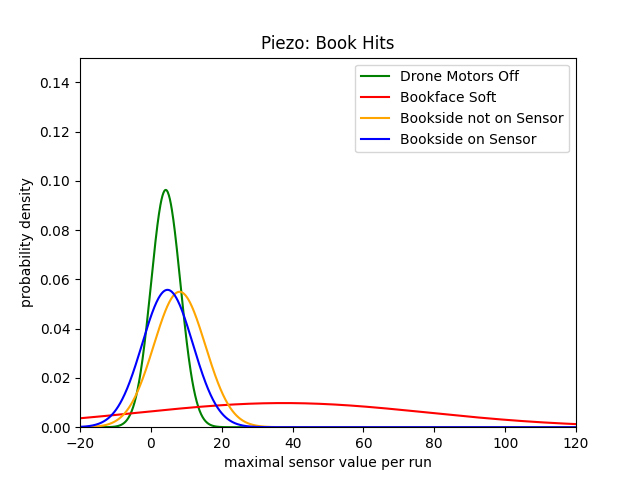 Piezo: Book Hits
Drone Motors Off
Bookface Soft
Bookside not on Sensor
Bookside on Sensor
probability density
0.14
0.12
0.10
0.08
0.06
0.04
0.02
0.00
−20 0 20 40 60 80 100 120
maximal sensor value per run